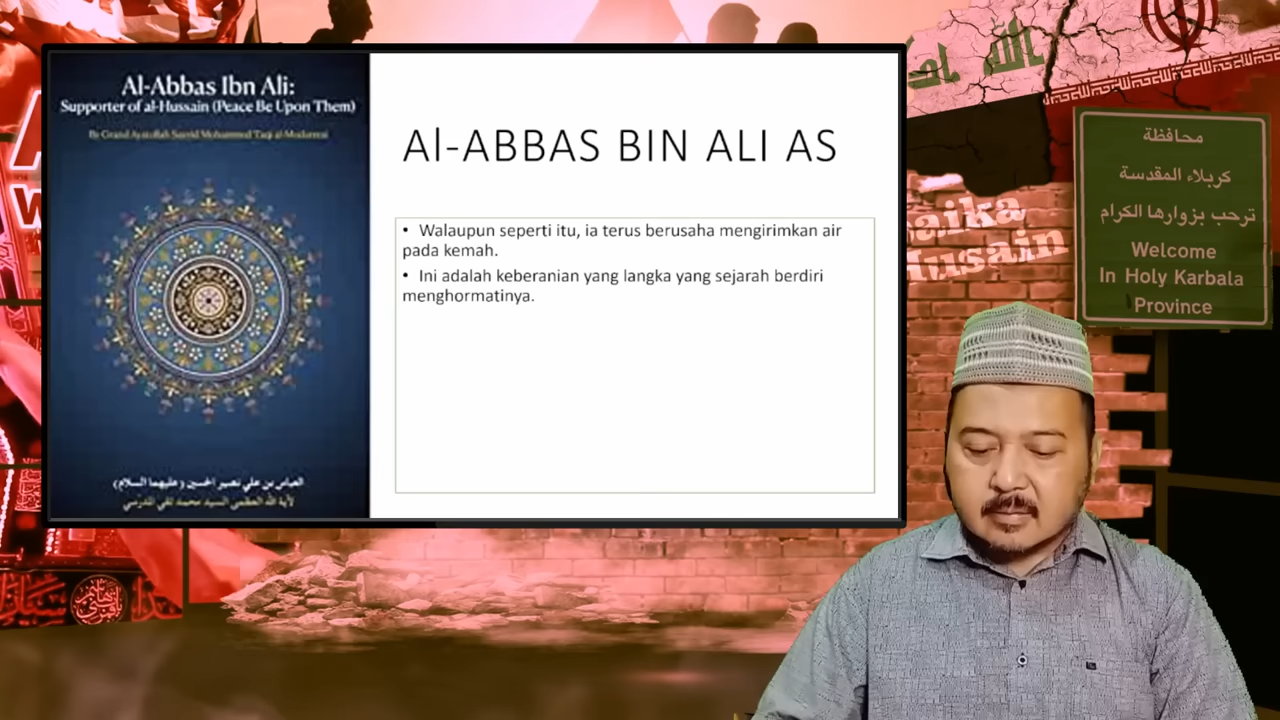 Al-Abbas Ibn Ali:
Supporter of al-Hussain (Peace Be Upon Them)
By Grand Ayatollah Sayyid Mohammed Taqi al-Modarresi
العباس بن علي نصير الحسين (عليهما السلام)
لآية الله العظمى السيد محمد تقي المدرسي
Al-ABBAS BIN ALI AS
• Walaupun seperti itu, ia terus berusaha mengirimkan air
pada kemah.
• Ini adalah keberanian yang langka yang sejarah berdiri
menghormatinya.
محافظة
كربلاء المقدسة
ترحب بزوارها الكرام
Welcome
In Holy Karbala
Province
aika
Husain
الله